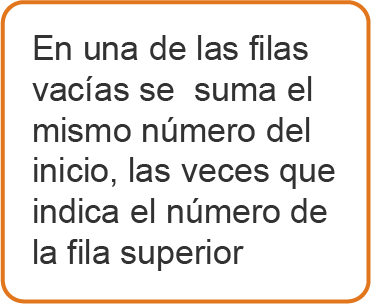 En una de las filas
vacías se  suma el
mismo número del
inicio, las veces que
indica el número de
la fila superior